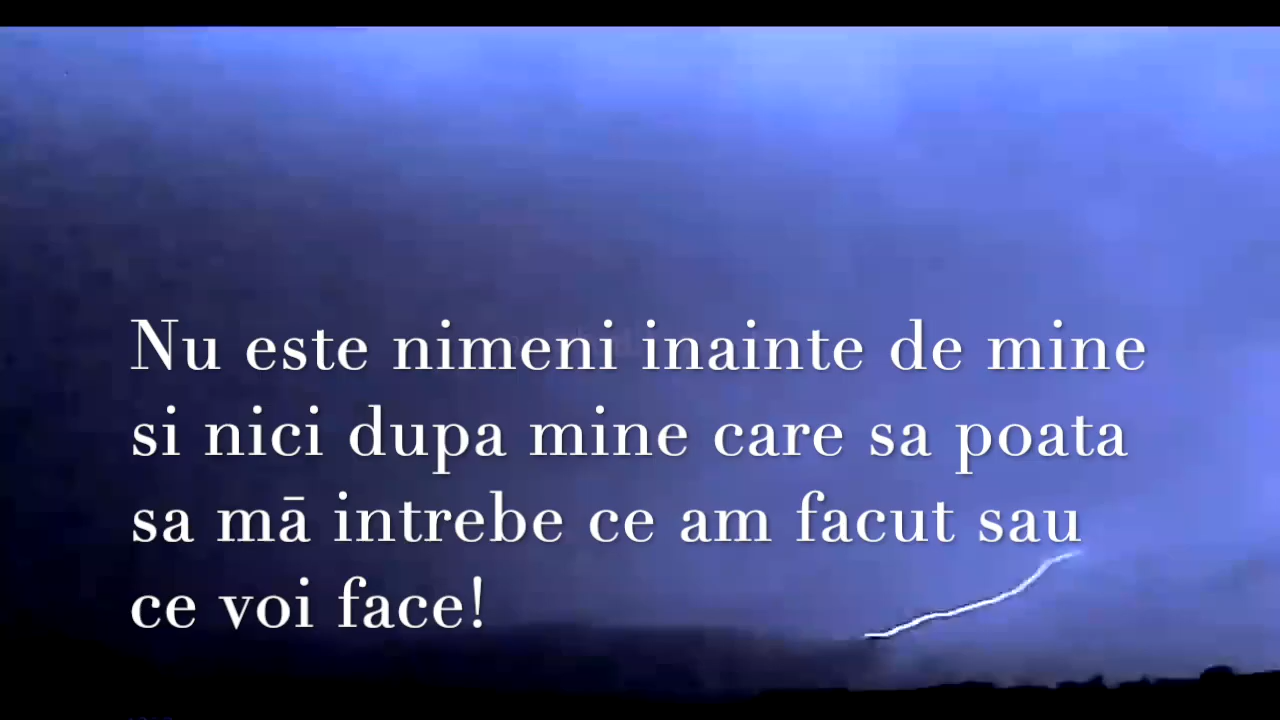 Nu este nimeni inainte de mine
si nici dupa mine care sa poata
sa mā intrebe ce am facut sau
ce voi face!